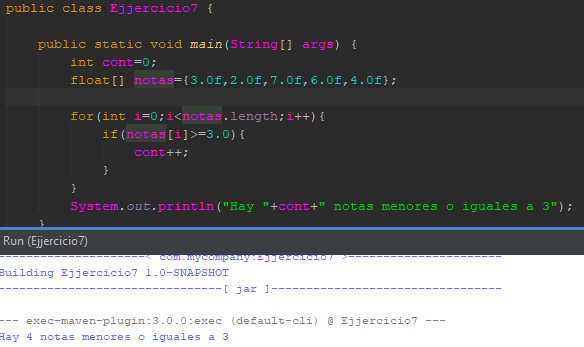 public class Ejjercicio7 {
public static void main(String[] args) {
int cont=0;
float[] notas={3.0f,2.0f,7.0f,6.0f,4.0f};
for(int i=0;i<notas.length;i++){
if(notas[i]>=3.0){
cont++;
}
}
System.out.println("Hay "+cont+" notas menores o iguales a 3");
}
Run (Ejjercicio7)
---------------------< com.mycompany:Ejjercicio7 >----------------------
Building Ejjercicio7 1.0-SNAPSHOT
--------------------------------[ jar ]---------------------------------
--- exec-maven-plugin:3.0.0:exec (default-cli) @ Ejjercicio7 ---
Hay 4 notas menores o iguales a 3